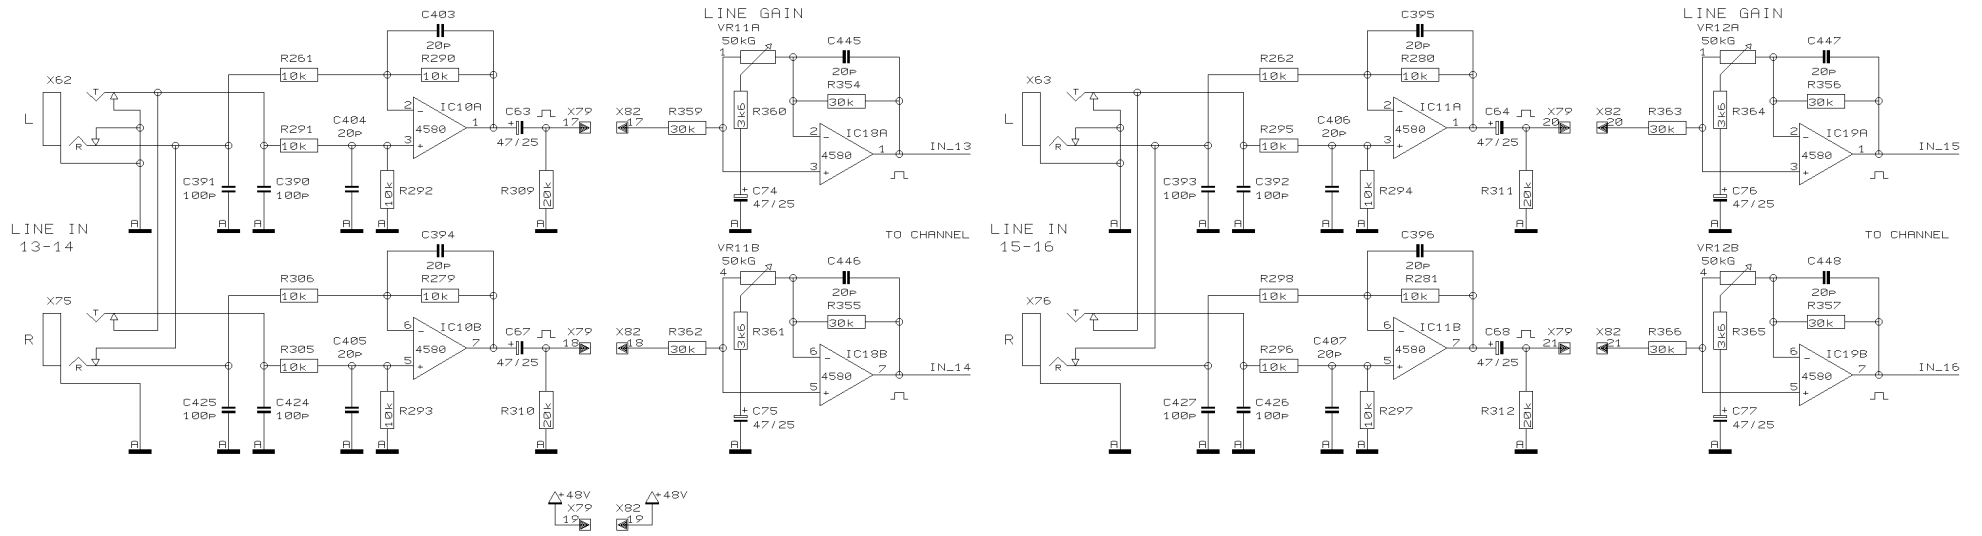 LINE GAIN
VR11A
50kG
1
C403
20p
R290
10k
R261
10k
X62
T
L
R
R291
10k
C404
20p
2
3
4580
IC10A
1
C63
+
47/25
X79
17
X82
17
R359
30k
3k6
R360
C445
20p
R354
30k
2
3
4580
IC18A
1
IN_13
C391
100p
C390
100p
10k
R292
R309
20k
+
C74
47/25
A
A
A
A
A
A
A
LINE IN
13-14
TO CHANNEL
C394
20p
R279
10k
R306
10k
X75
T
R
R
R305
10k
C405
20p
6
5
4580
IC10B
7
C67
+
47/25
X79
18
X82
18
R362
30k
VR11B
50kG
4
3k6
R361
C446
20p
R355
30k
6
5
4580
IC18B
7
IN_14
C425
100p
C424
100p
10k
R293
R310
20k
+
C75
47/25
A
A
A
A
A
A
A
+48V
X79
19
X82
19
+48V
LINE GAIN
VR12A
50kG
1
C395
20p
R280
10k
R262
10k
X63
T
L
R
R295
10k
C406
20p
2
3
4580
IC11A
1
C64
+
47/25
X79
20
X82
20
R363
30k
3k6
R364
C447
20p
R356
30k
2
3
4580
IC19A
1
IN_15
C393
100p
C392
100p
10k
R294
R311
20k
+
C76
47/25
A
A
A
A
A
A
A
LINE IN
15-16
TO CHANNEL
C396
20p
R281
10k
R298
10k
X76
T
R
R
R296
10k
C407
20p
6
5
4580
IC11B
7
C68
+
47/25
X79
21
X82
21
R366
30k
VR12B
50kG
4
3k6
R365
C448
20p
R357
30k
6
5
4580
IC19B
7
IN_16
C427
100p
C426
100p
10k
R297
R312
20k
+
C77
47/25
A
A
A
A
A
A
A